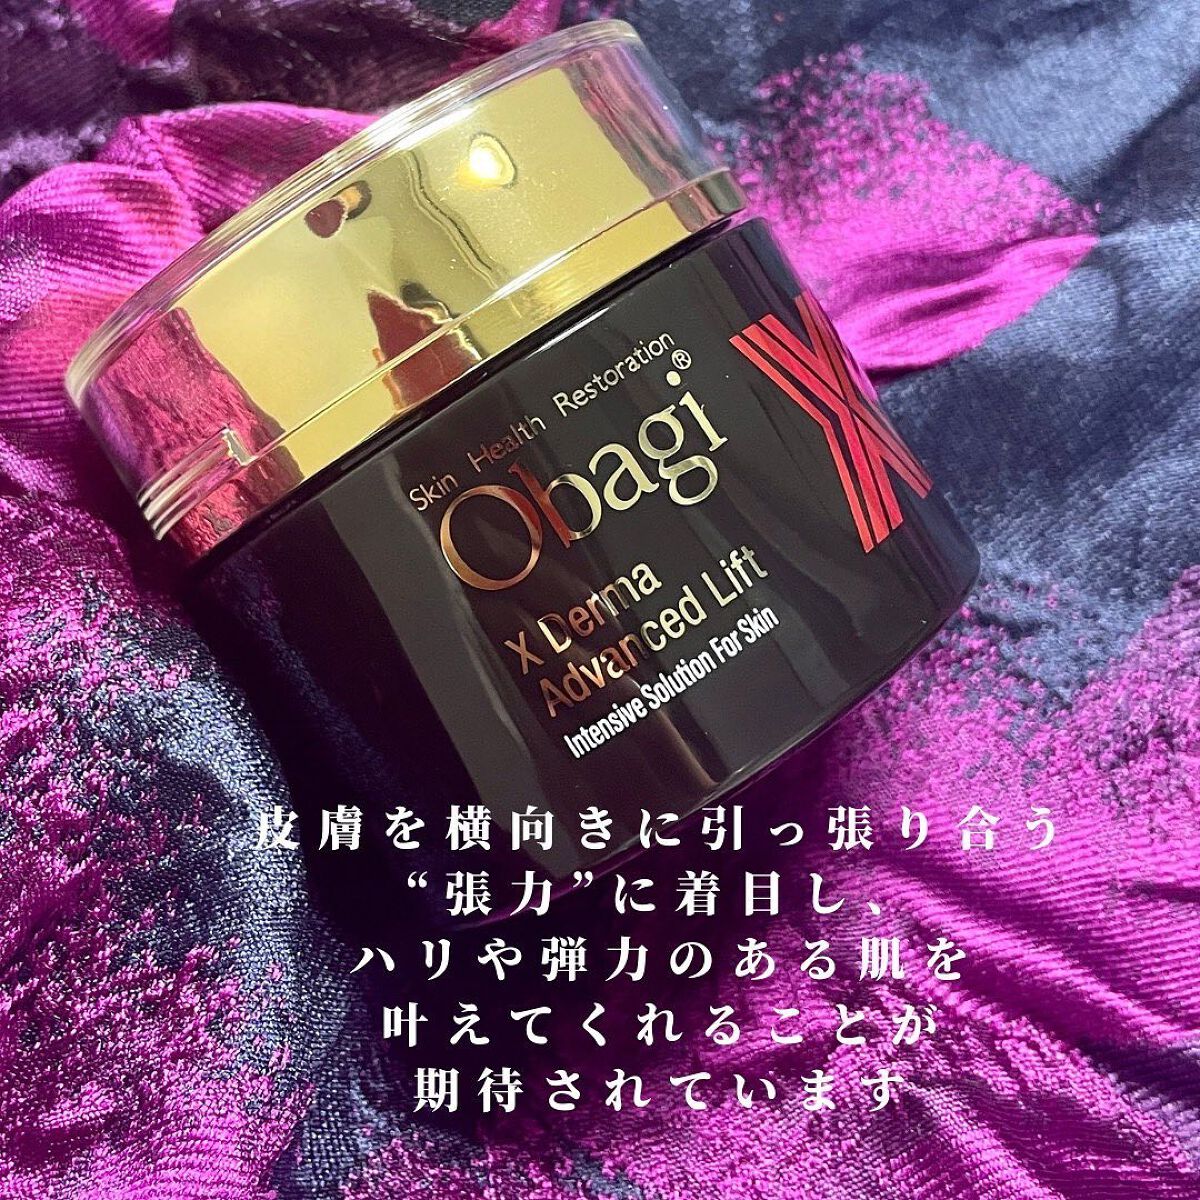 Skin Health Restoration
Obagi®
X
X Derma
Advanced Lift
Intensive Solution For Skin
皮膚を横向きに引っ張り合う
“張力”に着目し、
ハリや弾力のある肌を
叶えてくれることが
期待されています